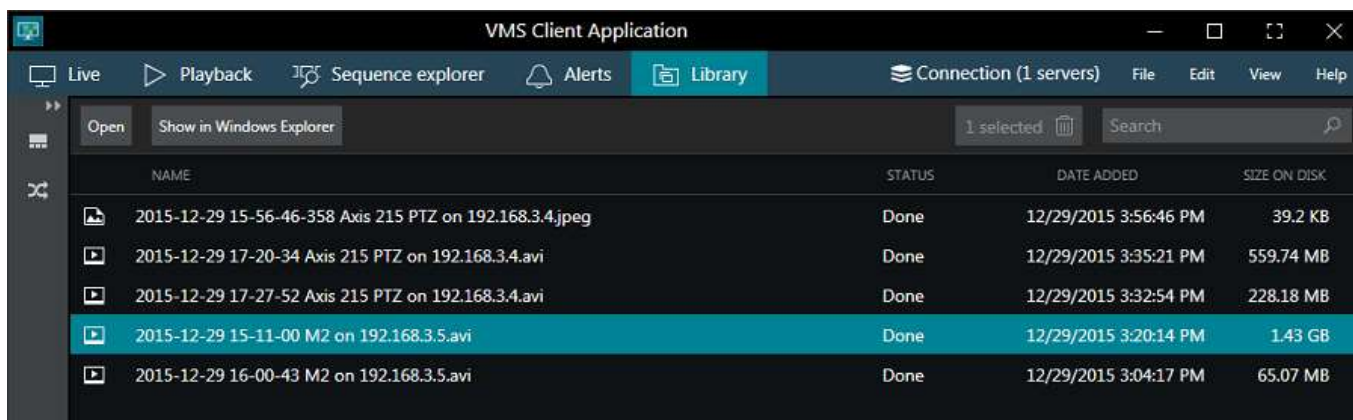 VMS Client Application
Live Playback Sequence explorer Alerts Library Connection (1 servers) File Edit View Help
Open Show in Windows Explorer 1 selected Search
NAME STATUS DATE ADDED SIZE ON DISK
2015-12-29 15-56-46-358 Axis 215 PTZ on 192.168.3.4.jpeg Done 12/29/2015 3:56:46 PM 39.2 KB
2015-12-29 17-20-34 Axis 215 PTZ on 192.168.3.4.avi Done 12/29/2015 3:35:21 PM 559.74 MB
2015-12-29 17-27-52 Axis 215 PTZ on 192.168.3.4.avi Done 12/29/2015 3:32:54 PM 228.18 MB
2015-12-29 15-11-00 M2 on 192.168.3.5.avi Done 12/29/2015 3:20:14 PM 1.43 GB
2015-12-29 16-00-43 M2 on 192.168.3.5.avi Done 12/29/2015 3:04:17 PM 65.07 MB